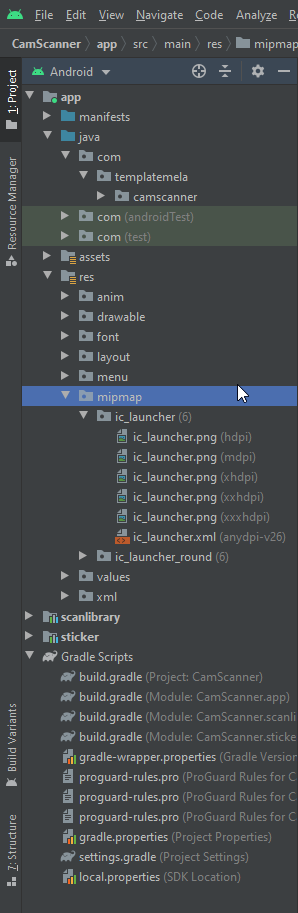 File Edit View Navigate Code Analyze
CamScanner app src main res mipmap
Android
1: Project
Resource Manager
Build Variants
7: Structure
app
manifests
java
com
templatemela
camscanner
com (androidTest)
com (test)
assets
res
anim
drawable
font
layout
menu
mipmap
ic_launcher (6)
ic_launcher.png (hdpi)
ic_launcher.png (mdpi)
ic_launcher.png (xhdpi)
ic_launcher.png (xxhdpi)
ic_launcher.png (xxxhdpi)
ic_launcher.xml (anydpi-v26)
ic_launcher_round (6)
values
xml
scanlibrary
sticker
Gradle Scripts
build.gradle (Project: CamScanner)
build.gradle (Module: CamScanner.app)
build.gradle (Module: CamScanner.scanli
build.gradle (Module: CamScanner.sticke
gradle-wrapper.properties (Gradle Version
proguard-rules.pro (ProGuard Rules for C
proguard-rules.pro (ProGuard Rules for C
proguard-rules.pro (ProGuard Rules for C
gradle.properties (Project Properties)
settings.gradle (Project Settings)
local.properties (SDK Location)